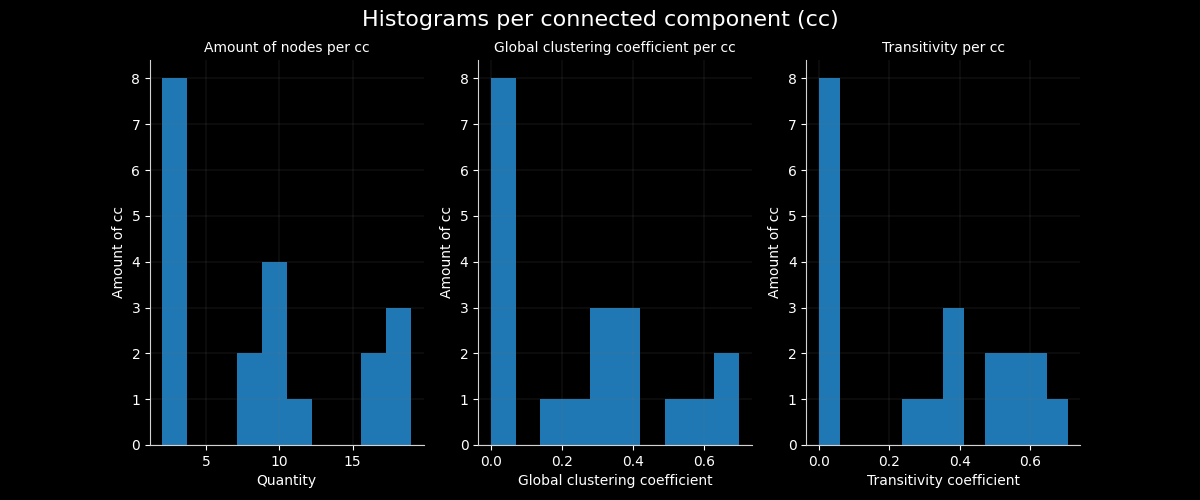 Histograms per connected component (cc)
Amount of nodes per cc
Global clustering coefficient per cc
Transitivity per cc
Amount of cc
8
7
6
5
4
3
2
1
0
5 10 15
Quantity
Amount of cc
8
7
6
5
4
3
2
1
0
0.0 0.2 0.4 0.6
Global clustering coefficient
Amount of cc
8
7
6
5
4
3
2
1
0
0.0 0.2 0.4 0.6
Transitivity coefficient